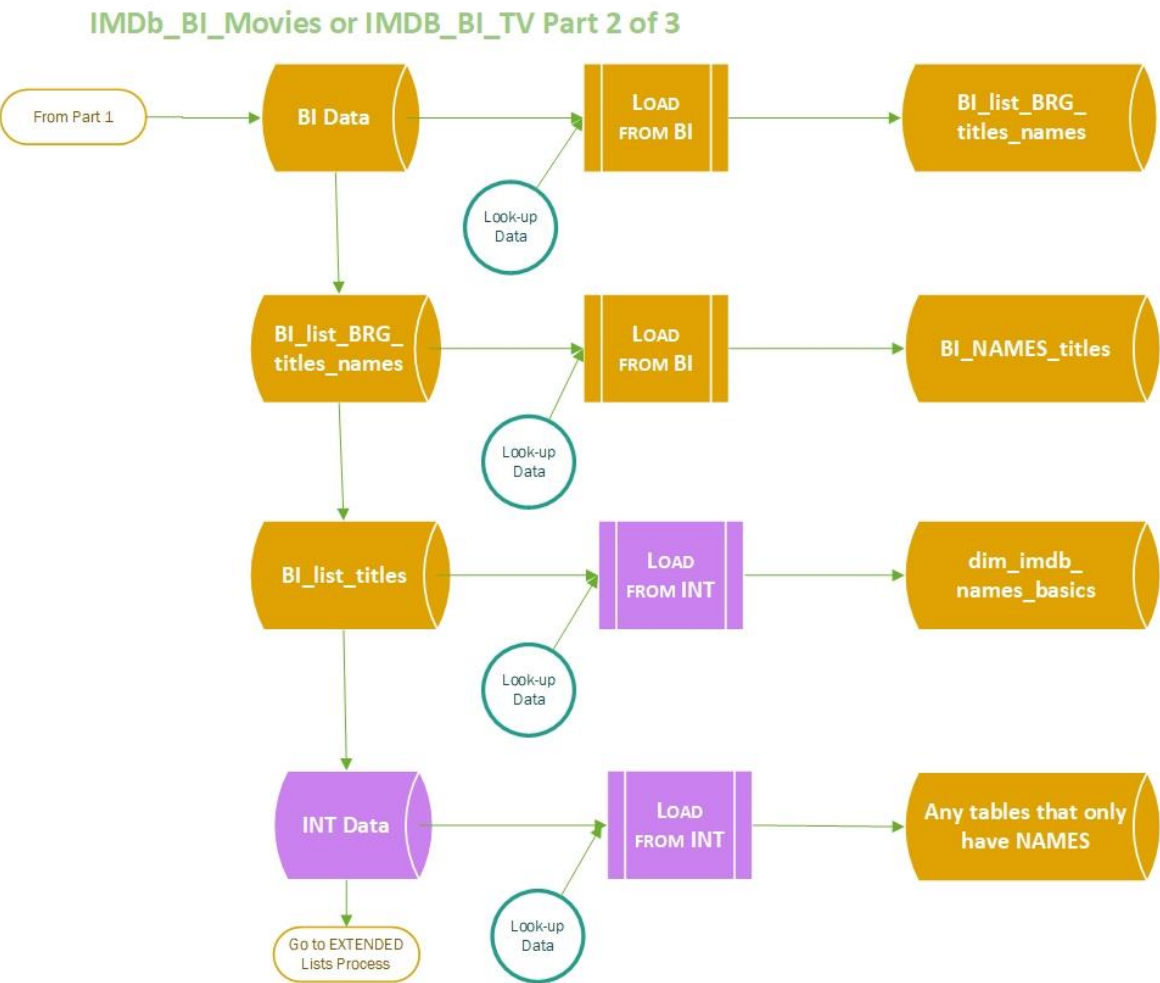 IMDb_BI_Movies or IMDB_BI_TV Part 2 of 3
From Part 1
BI Data
LOAD
FROM BI
BI_list_BRG_
titles_names
Look-up
Data
BI_list_BRG_
titles_names
LOAD
FROM BI
BI_NAMES_titles
Look-up
Data
BI_list_titles
LOAD
FROM INT
dim_imdb_
names_basics
Look-up
Data
INT Data
LOAD
FROM INT
Any tables that only
have NAMES
Look-up
Data
Go to EXTENDED
Lists Process